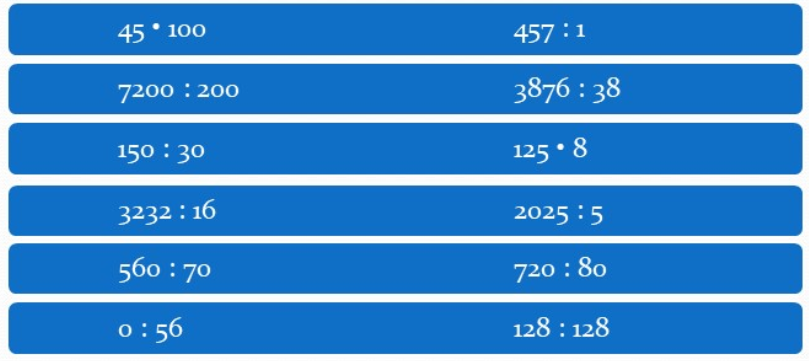 45 • 100 457 : 1
7200 : 200 3876 : 38
150 : 30 125 • 8
3232 : 16 2025 : 5
560 : 70 720 : 80
0 : 56 128 : 128